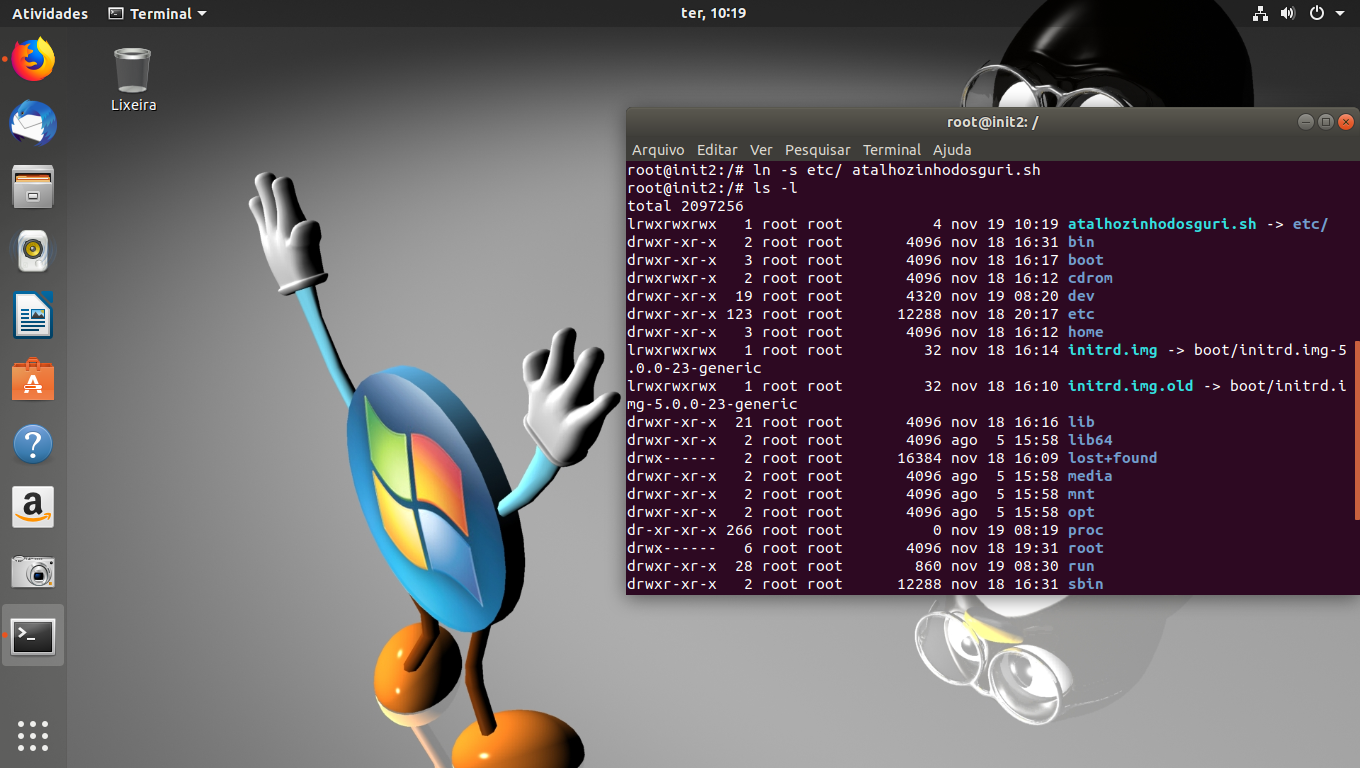 Atividades Terminal ter, 10:19
Lixeira
root@init2: /
Arquivo Editar Ver Pesquisar Terminal Ajuda
root@init2:/# ln -s etc/ atalhozinhodosguri.sh
root@init2:/# ls -l
total 2097256
lrwxrwxrwx   1 root root          4 nov 19 10:19 atalhozinhodosguri.sh -> etc/
drwxr-xr-x   2 root root       4096 nov 18 16:31 bin
drwxr-xr-x   3 root root       4096 nov 18 16:17 boot
drwxrwxr-x   2 root root       4096 nov 18 16:12 cdrom
drwxr-xr-x  19 root root       4320 nov 19 08:20 dev
drwxr-xr-x 123 root root      12288 nov 18 20:17 etc
drwxr-xr-x   3 root root       4096 nov 18 16:12 home
lrwxrwxrwx   1 root root         32 nov 18 16:14 initrd.img -> boot/initrd.img-5
.0.0-23-generic
lrwxrwxrwx   1 root root         32 nov 18 16:10 initrd.img.old -> boot/initrd.i
mg-5.0.0-23-generic
drwxr-xr-x  21 root root       4096 nov 18 16:16 lib
drwxr-xr-x   2 root root       4096 ago  5 15:58 lib64
drwx------   2 root root      16384 nov 18 16:09 lost+found
drwxr-xr-x   2 root root       4096 ago  5 15:58 media
drwxr-xr-x   2 root root       4096 ago  5 15:58 mnt
drwxr-xr-x   2 root root       4096 ago  5 15:58 opt
dr-xr-xr-x 266 root root          0 nov 19 08:19 proc
drwx------   6 root root       4096 nov 18 19:31 root
drwxr-xr-x  28 root root        860 nov 19 08:30 run
drwxr-xr-x   2 root root      12288 nov 18 16:31 sbin